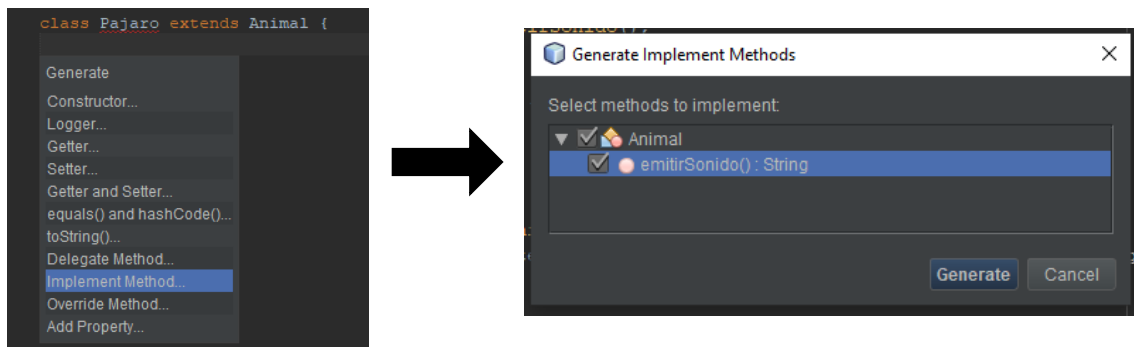 class Pajaro extends Animal {
Generate
Constructor...
Logger...
Getter...
Setter...
Getter and Setter...
equals() and hashCode()...
toString()...
Delegate Method...
Implement Method...
Override Method...
Add Property...
Generate Implement Methods
Select methods to implement:
Animal
emitirSonido() : String
Generate Cancel